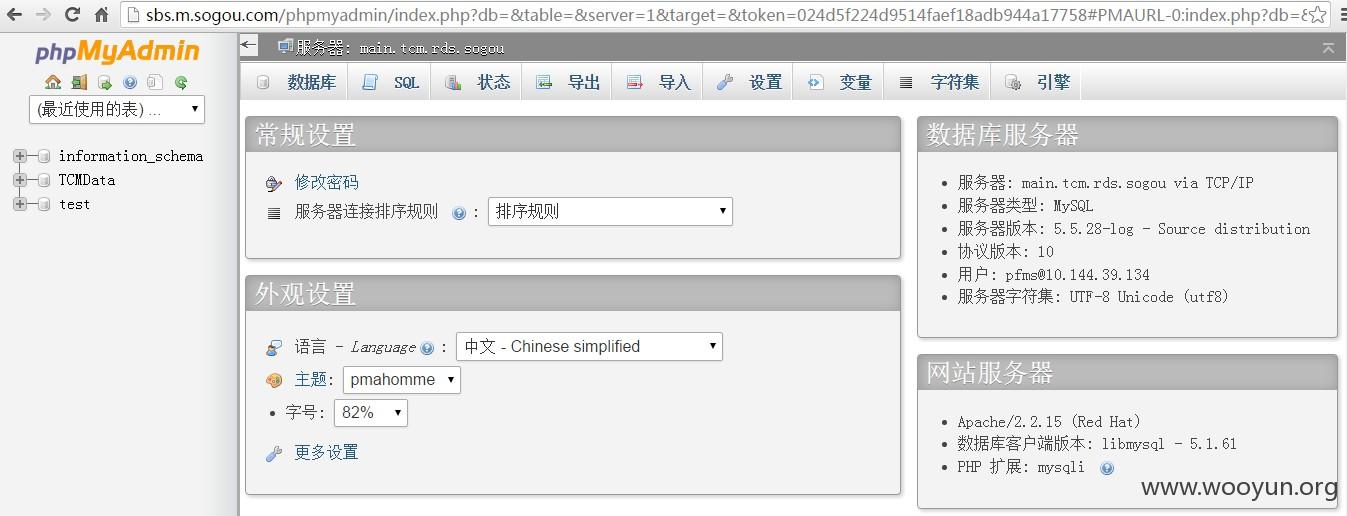 sbs.m.sogou.com/phpmyadmin/index.php?db=&table=&server=1&target=&token=024d5f224d9514faef18adb944a17758#PMAURL-0:index.php?db=&
phpMyAdmin
(最近使用的表) ...
information_schema
TCMData
test
服务器: main.tcm.rds.sogou
数据库 SQL 状态 导出 导入 设置 变量 字符集 引擎
常规设置
修改密码
服务器连接排序规则 : 排序规则
外观设置
语言 - Language : 中文 - Chinese simplified
主题: pmahomme
字号: 82%
更多设置
数据库服务器
服务器: main.tcm.rds.sogou via TCP/IP
服务器类型: MySQL
服务器版本: 5.5.28-log - Source distribution
协议版本: 10
用户: pfms@10.144.39.134
服务器字符集: UTF-8 Unicode (utf8)
网站服务器
Apache/2.2.15 (Red Hat)
数据库客户端版本: libmysql - 5.1.61
PHP 扩展: mysqli
www.wooyun.org